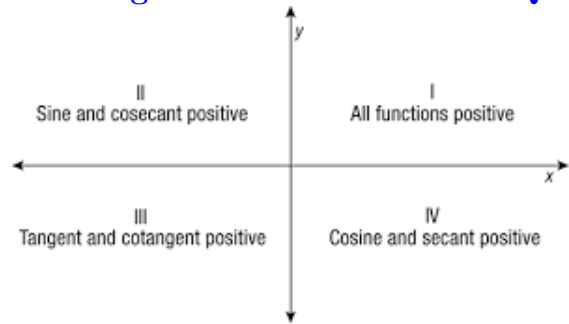 y
II
Sine and cosecant positive
I
All functions positive
x
III
Tangent and cotangent positive
IV
Cosine and secant positive